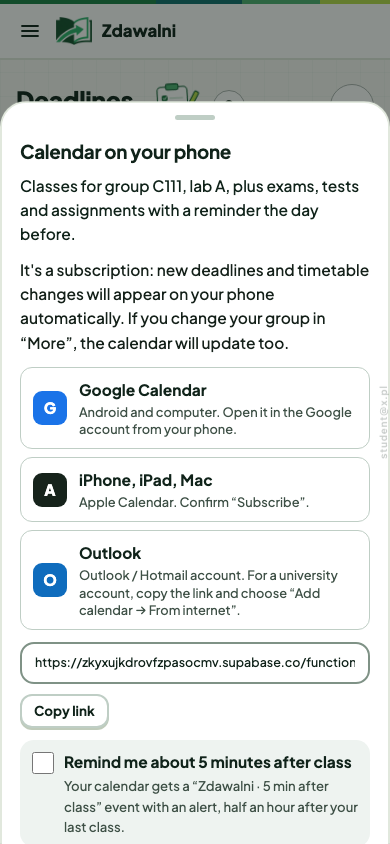 Zdawalni
Deadlines
Calendar on your phone
Classes for group C111, lab A, plus exams, tests
and assignments with a reminder the day
before.
It's a subscription: new deadlines and timetable
changes will appear on your phone
automatically. If you change your group in
“More”, the calendar will update too.
G
Google Calendar
Android and computer. Open it in the Google
account from your phone.
A
iPhone, iPad, Mac
Apple Calendar. Confirm “Subscribe”.
O
Outlook
Outlook / Hotmail account. For a university
account, copy the link and choose “Add
calendar → From internet”.
https://zkyxujkdrovfzpasocmv.supabase.co/function
Copy link
Remind me about 5 minutes after class
Your calendar gets a “Zdawalni · 5 min after
class” event with an alert, half an hour after your
last class.
student@x.pl